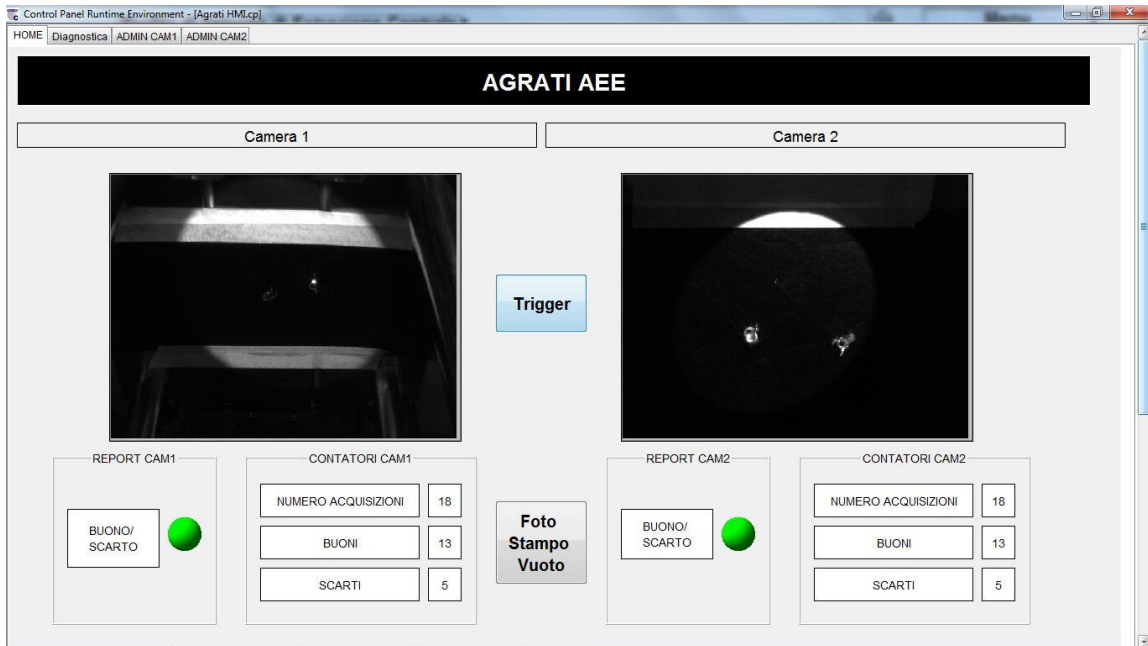 Control Panel Runtime Environment - [Agrati HMI.cp]
HOME Diagnostica ADMIN CAM1 ADMIN CAM2
AGRATI AEE
Camera 1
Camera 2
Trigger
REPORT CAM1
BUONO/
SCARTO
CONTATORI CAM1
NUMERO ACQUISIZIONI 18
BUONI 13
SCARTI 5
Foto
Stampo
Vuoto
REPORT CAM2
BUONO/
SCARTO
CONTATORI CAM2
NUMERO ACQUISIZIONI 18
BUONI 13
SCARTI 5